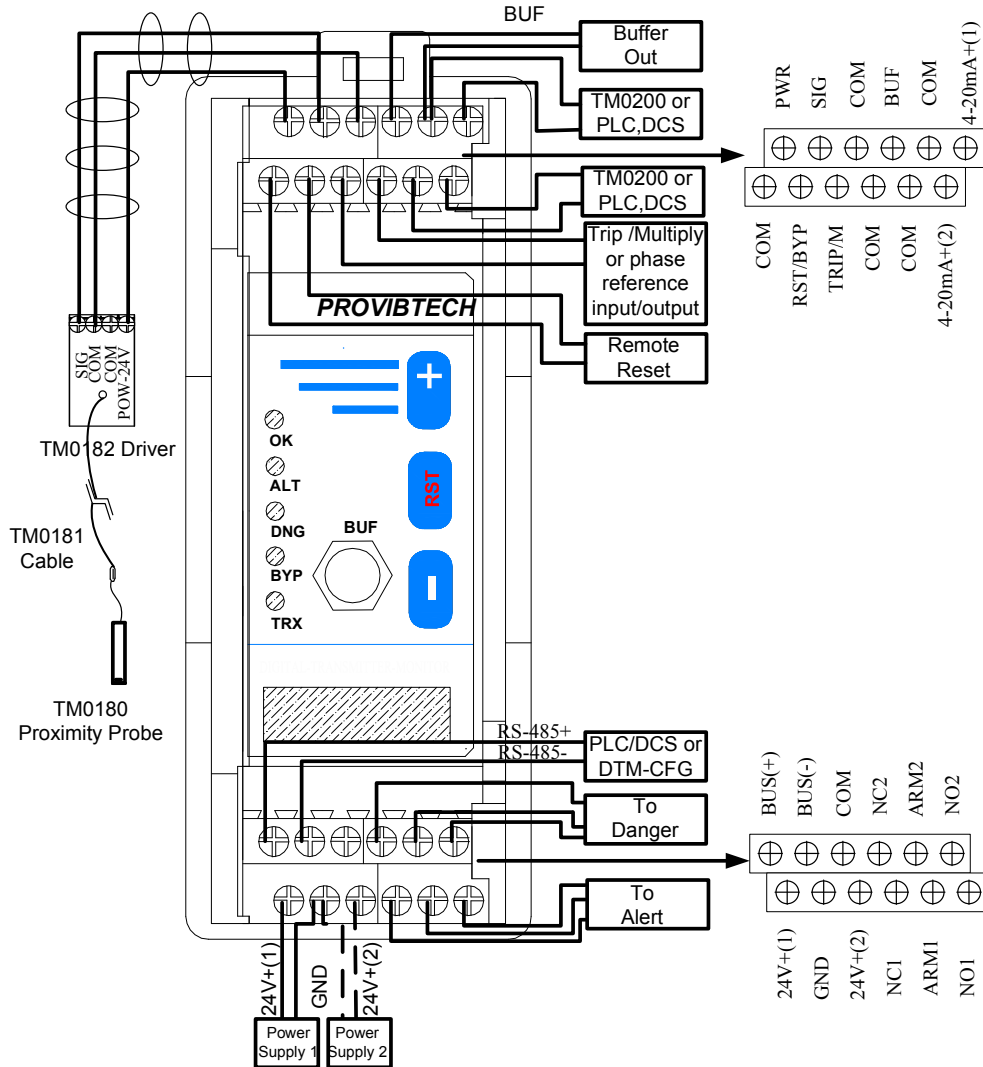 BUF
Buffer
Out
TM0200 or
PLC,DCS
TM0200 or
PLC,DCS
Trip /Multiply
or phase
reference
input/output
Remote
Reset
PWR
SIG
COM
BUF
COM
4-20mA+(1)
COM
RST/BYP
TRIP/M
COM
COM
4-20mA+(2)
SIG
COM
COM
POW-24V
TM0182 Driver
TM0181
Cable
TM0180
Proximity Probe
PROVIBTECH
+
RST
-
OK
ALT
DNG
BYP
TRX
BUF
RS-485+
RS-485-
PLC/DCS or
DTM-CFG
To
Danger
To
Alert
BUS(+)
BUS(-)
COM
NC2
ARM2
NO2
24V+(1)
GND
24V+(2)
NC1
ARM1
NO1
24V+(1)
GND
24V+(2)
Power
Supply 1
Power
Supply 2